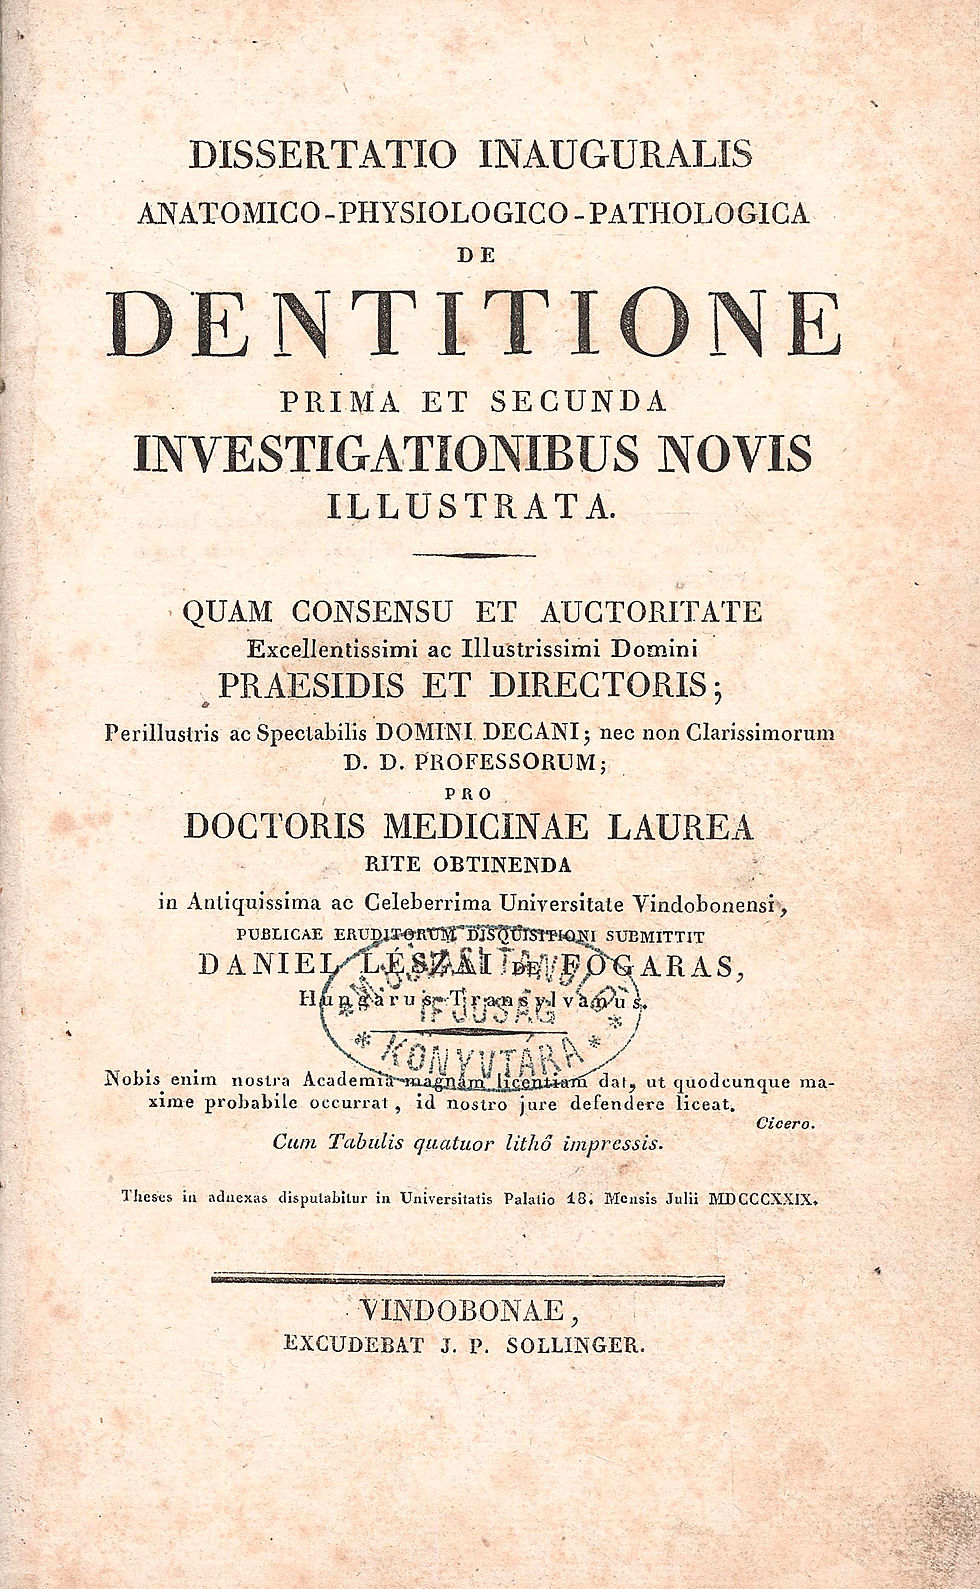 DISSERTATIO INAUGURALIS
ANATOMICO-PHYSIOLOGICO-PATHOLOGICA
DE
DENTITIONE
PRIMA ET SECUNDA
INVESTIGATIONIBUS NOVIS
ILLUSTRATA.
QUAM CONSENSU ET AUCTORITATE
Excellentissimi ac Illustrissimi Domini
PRAESIDIS ET DIRECTORIS;
Perillustris ac Spectabilis DOMINI DECANI; nec non Clarissimorum
D. D. PROFESSORUM;
PRO
DOCTORIS MEDICINAE LAUREA
RITE OBTINENDA
in Antiquissima ac Celeberrima Universitate Vindobonensi,
PUBLICAE ERUDITORUM DISQUISITIONI SUBMITTIT
DANIEL LÉSZAI DE FOGARAS,
Hungarus-Transylvanus.
IFJUSÁG
KÖNYVTÁRA
Nobis enim nostra Academia magnam licentiam dat, ut quodcunque ma-
xime probabile occurrat, id nostro jure defendere liceat.
Cicero.
Cum Tabulis quatuor lithô impressis.
Theses in adnexas disputabitur in Universitatis Palatio 18. Mensis Julii MDCCCXXIX.
VINDOBONAE,
EXCUDEBAT J. P. SOLLINGER.